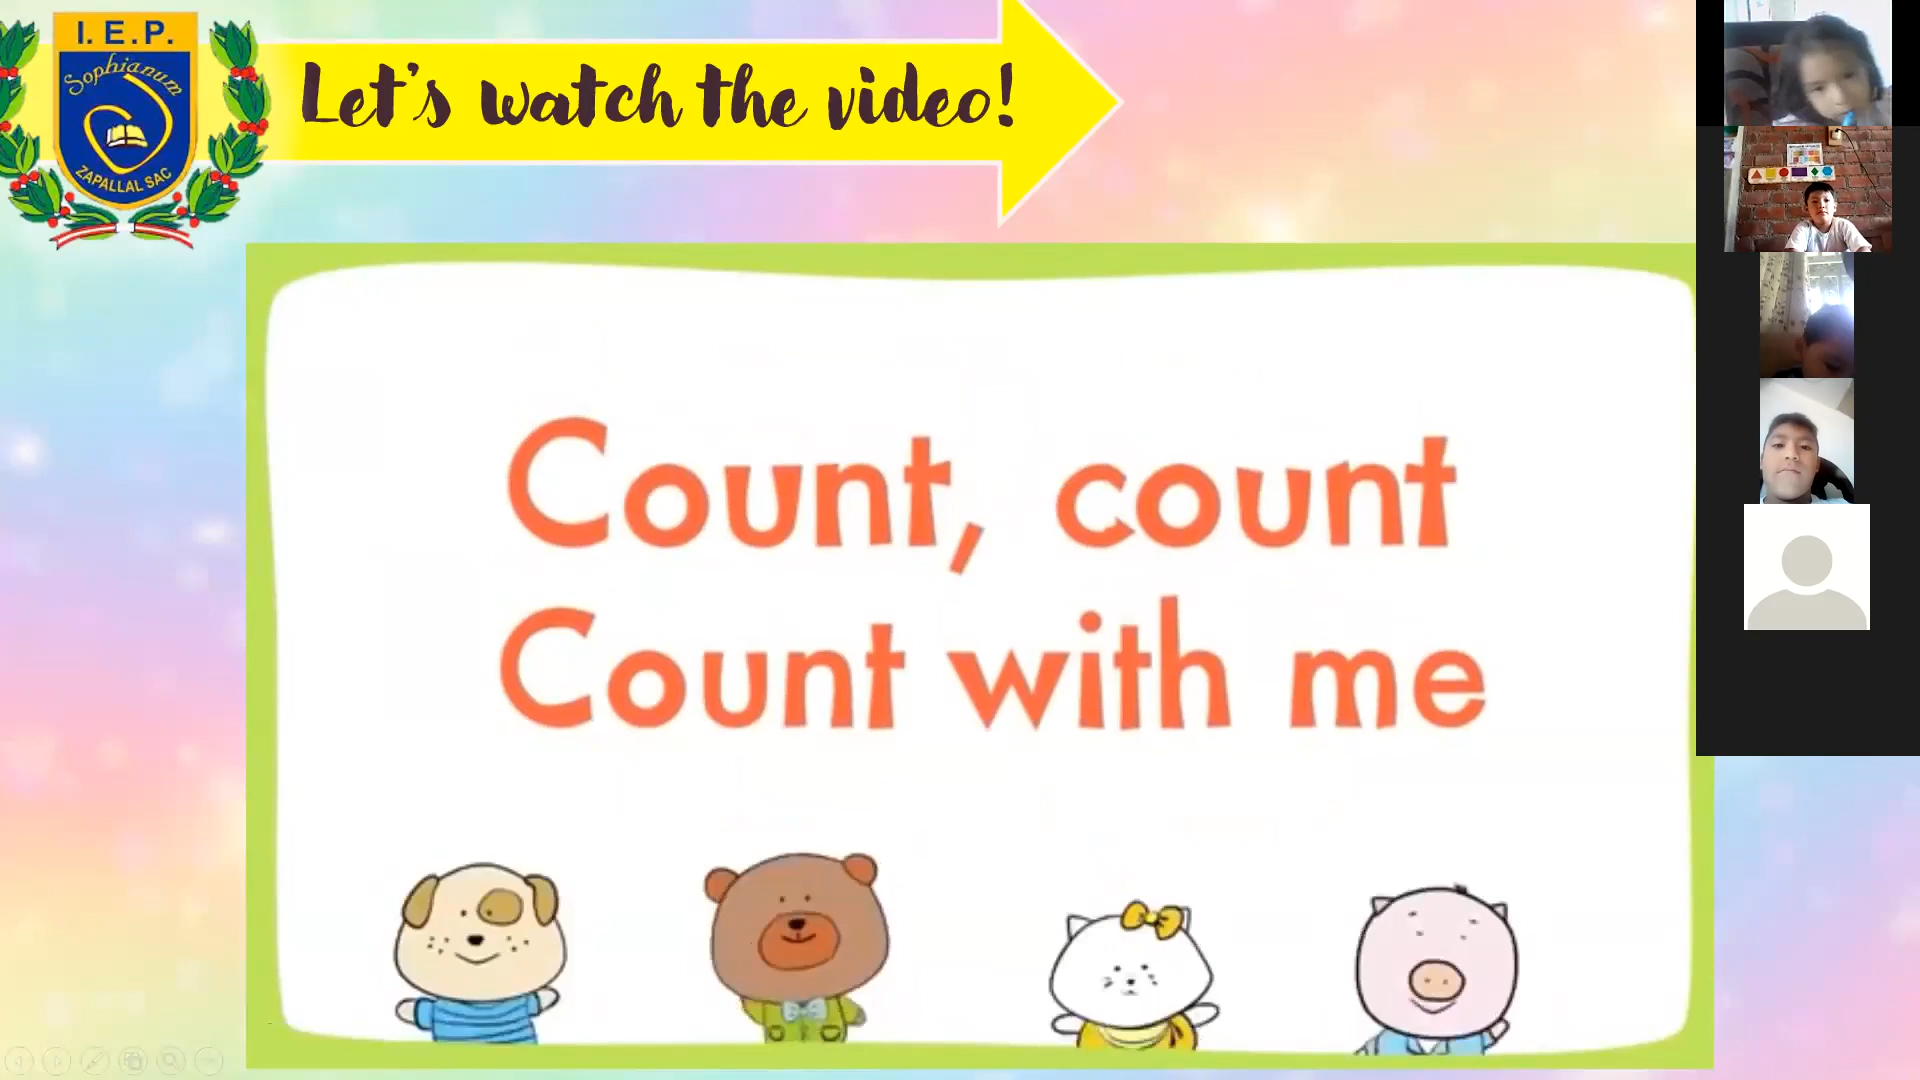 I. E. P.
Sophianum
ZAPALLAL SAC
Let's watch the video!
Count, count
Count with me